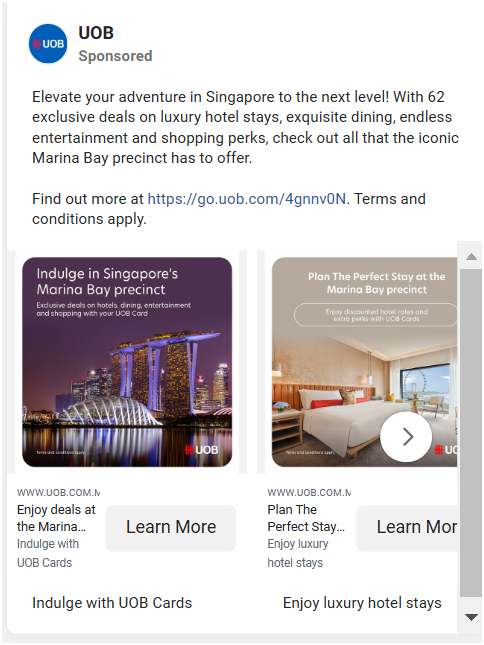 UOB
UOB
Sponsored
Elevate your adventure in Singapore to the next level! With 62
exclusive deals on luxury hotel stays, exquisite dining, endless
entertainment and shopping perks, check out all that the iconic
Marina Bay precinct has to offer.
Find out more at https://go.uob.com/4gnnv0N. Terms and
conditions apply.
Indulge in Singapore's
Marina Bay precinct
Exclusive deals on hotels, dining, entertainment
and shopping with your UOB Card
Terms and conditions apply.
UOB
Plan The Perfect Stay at the
Marina Bay precinct
Enjoy discounted hotel rates and
extra perks with UOB Cards
Terms and conditions apply.
UO
WWW.UOB.COM.M
Enjoy deals at
the Marina...
Indulge with
UOB Cards
Learn More
Indulge with UOB Cards
WWW.UOB.COM.M
Plan The
Perfect Stay...
Enjoy luxury
hotel stays
Learn Mor
Enjoy luxury hotel stays